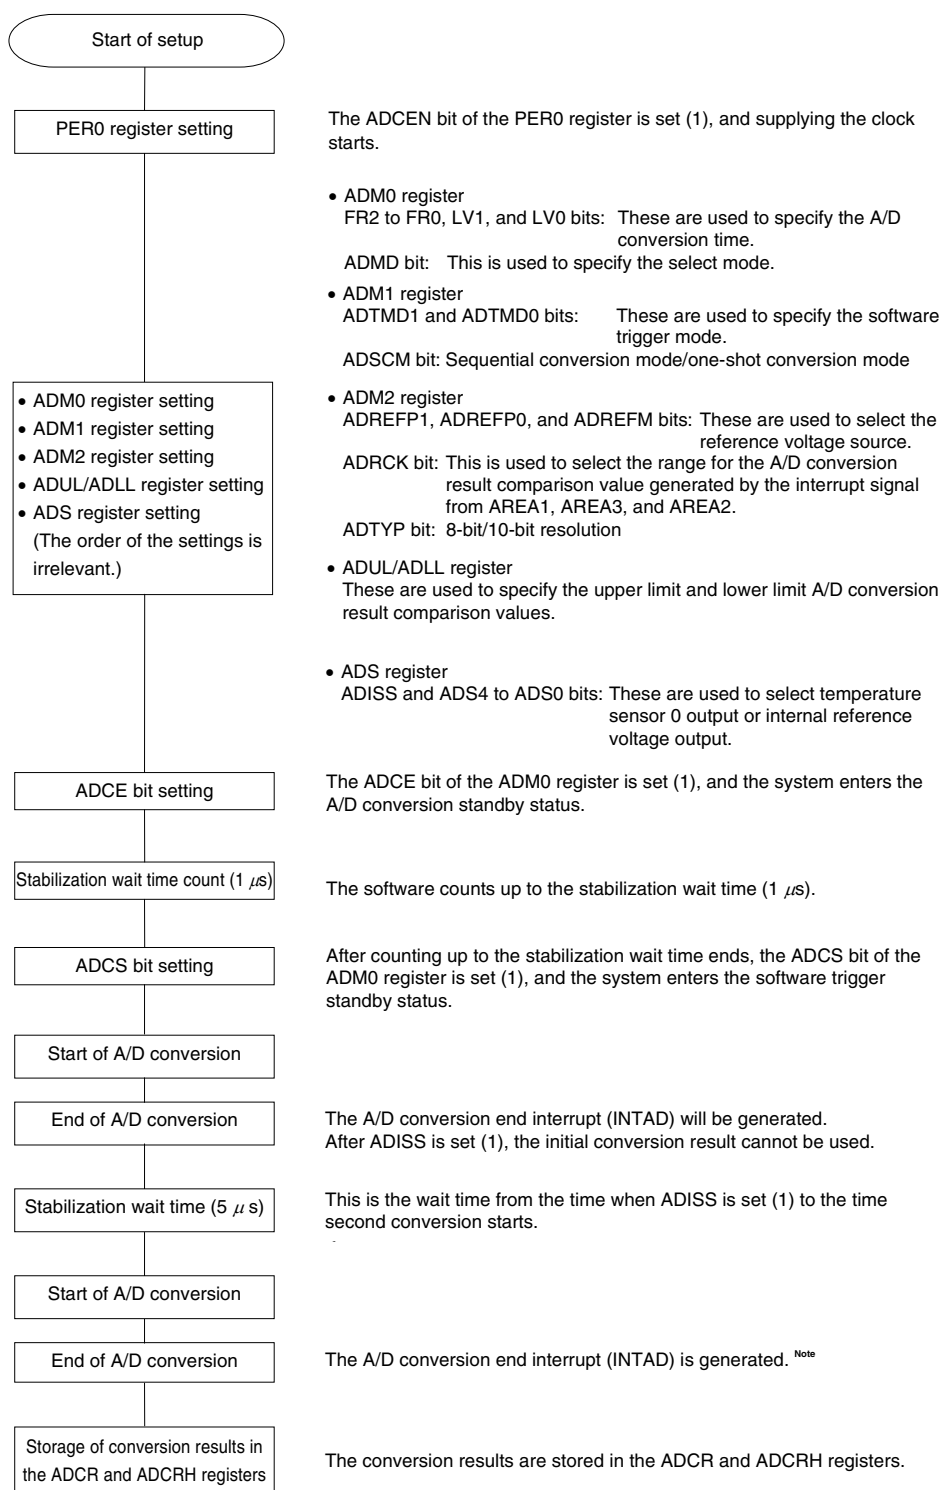 Start of setup
PER0 register setting
The ADCEN bit of the PER0 register is set (1), and supplying the clock
starts.
• ADM0 register
FR2 to FR0, LV1, and LV0 bits: These are used to specify the A/D
conversion time.
ADMD bit: This is used to specify the select mode.
• ADM1 register
ADTMD1 and ADTMD0 bits: These are used to specify the software
trigger mode.
ADSCM bit: Sequential conversion mode/one-shot conversion mode
• ADM0 register setting
• ADM1 register setting
• ADM2 register setting
• ADUL/ADLL register setting
• ADS register setting
(The order of the settings is
irrelevant.)
• ADM2 register
ADREFP1, ADREFP0, and ADREFM bits: These are used to select the
reference voltage source.
ADRCK bit: This is used to select the range for the A/D conversion
result comparison value generated by the interrupt signal
from AREA1, AREA3, and AREA2.
ADTYP bit: 8-bit/10-bit resolution
• ADUL/ADLL register
These are used to specify the upper limit and lower limit A/D conversion
result comparison values.
• ADS register
ADISS and ADS4 to ADS0 bits: These are used to select temperature
sensor 0 output or internal reference
voltage output.
ADCE bit setting
The ADCE bit of the ADM0 register is set (1), and the system enters the
A/D conversion standby status.
Stabilization wait time count (1 μs)
The software counts up to the stabilization wait time (1 μs).
ADCS bit setting
After counting up to the stabilization wait time ends, the ADCS bit of the
ADM0 register is set (1), and the system enters the software trigger
standby status.
Start of A/D conversion
End of A/D conversion
The A/D conversion end interrupt (INTAD) will be generated.
After ADISS is set (1), the initial conversion result cannot be used.
Stabilization wait time (5 μ s)
This is the wait time from the time when ADISS is set (1) to the time
second conversion starts.
Start of A/D conversion
End of A/D conversion
The A/D conversion end interrupt (INTAD) is generated. Note
Storage of conversion results in
the ADCR and ADCRH registers
The conversion results are stored in the ADCR and ADCRH registers.